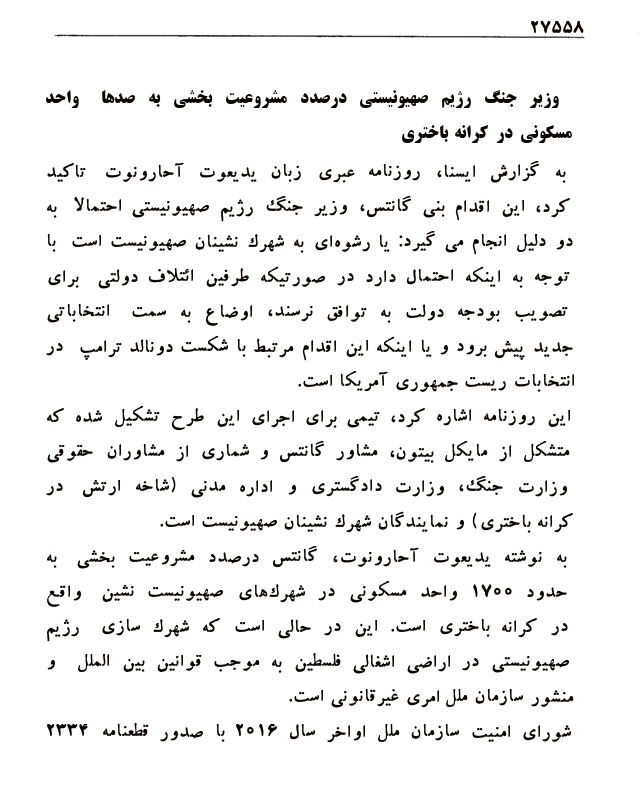 ۲۷۵۵۸
وزیر جنگ رژیم صهیونیستی درصدد مشروعیت بخشی به صدها واحد
مسکونی در کرانه باختری
به گزارش ایسنا، روزنامه عبری زبان یدیعوت آحارونوت تاکید
کرد، این اقدام بنی گانتس، وزیر جنگ رژیم صهیونیستی احتمالا به
دو دلیل انجام می گیرد: یا رشوه‌ای به شهرك نشینان صهیونیست است با
توجه به اینکه احتمال دارد در صورتیکه طرفین ائتلاف دولتی برای
تصویب بودجه دولت به توافق نرسند، اوضاع به سمت انتخاباتی
جدید پیش برود و یا اینکه این اقدام مرتبط با شکست دونالد ترامپ در
انتخابات ریست جمهوری آمریکا است.
این روزنامه اشاره کرد، تیمی برای اجرای این طرح تشکیل شده که
متشکل از مایکل بیتون، مشاور گانتس و شماری از مشاوران حقوقی
وزارت جنگ، وزارت دادگستری و اداره مدنی (شاخه ارتش در
کرانه باختری) و نمایندگان شهرك نشینان صهیونیست است.
به نوشته یدیعوت آحارونوت، گانتس درصدد مشروعیت بخشی به
حدود ۱۷۰۰ واحد مسکونی در شهرك‌های صهیونیست نشین واقع
در کرانه باختری است. این در حالی است که شهرك سازی رژیم
صهیونیستی در اراضی اشغالی فلسطین به موجب قوانین بین الملل و
منشور سازمان ملل امری غیرقانونی است.
شورای امنیت سازمان ملل اواخر سال ۲۰۱۶ با صدور قطعنامه ۲۳۳۴